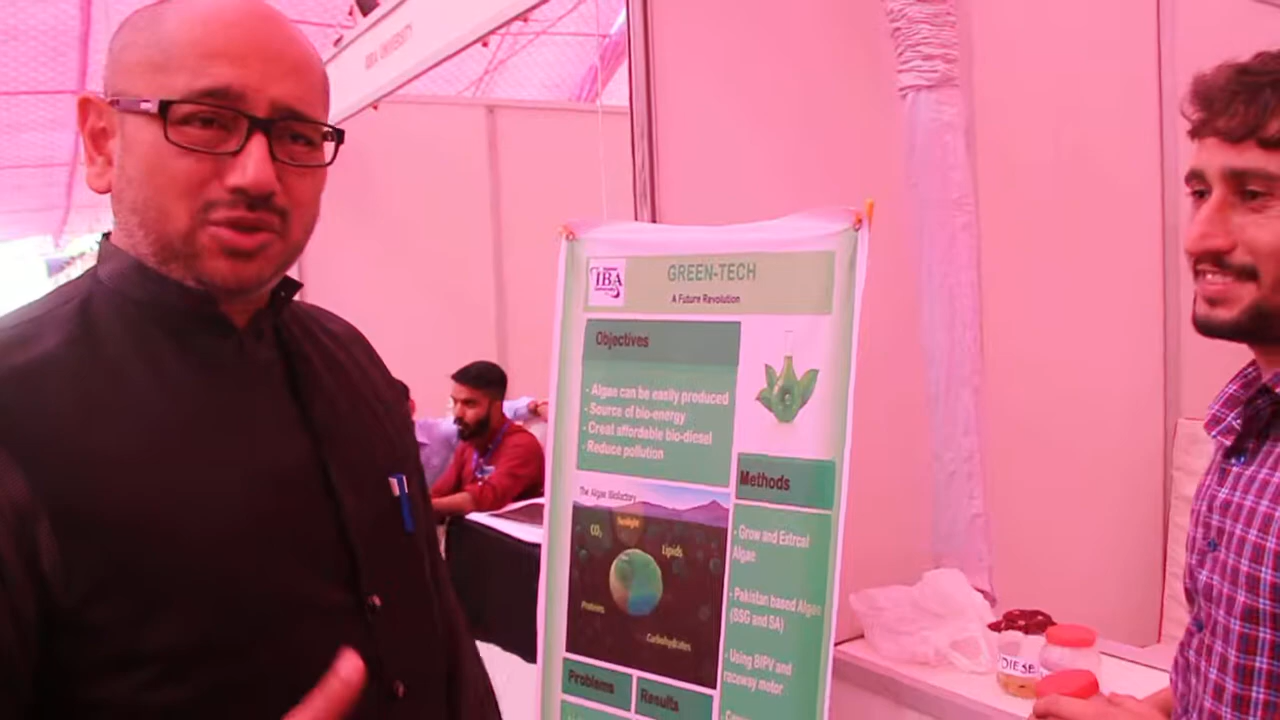 UNIVERSITY
IBA
GREEN-TECH
A Future Revolution
Objectives
- Algae can be easily produced
- Source of bio-energy
- Creat affordable bio-diesel
- Reduce pollution
The Algae Biofactory
CO₂
Sunlight
Lipids
Proteins
Carbohydrates
Methods
- Grow and Extrcat
Algae
- Pakistan based Algae
(SSG and SA)
- Using BIPV and
raceway motor
Problems
Results
DIESEL